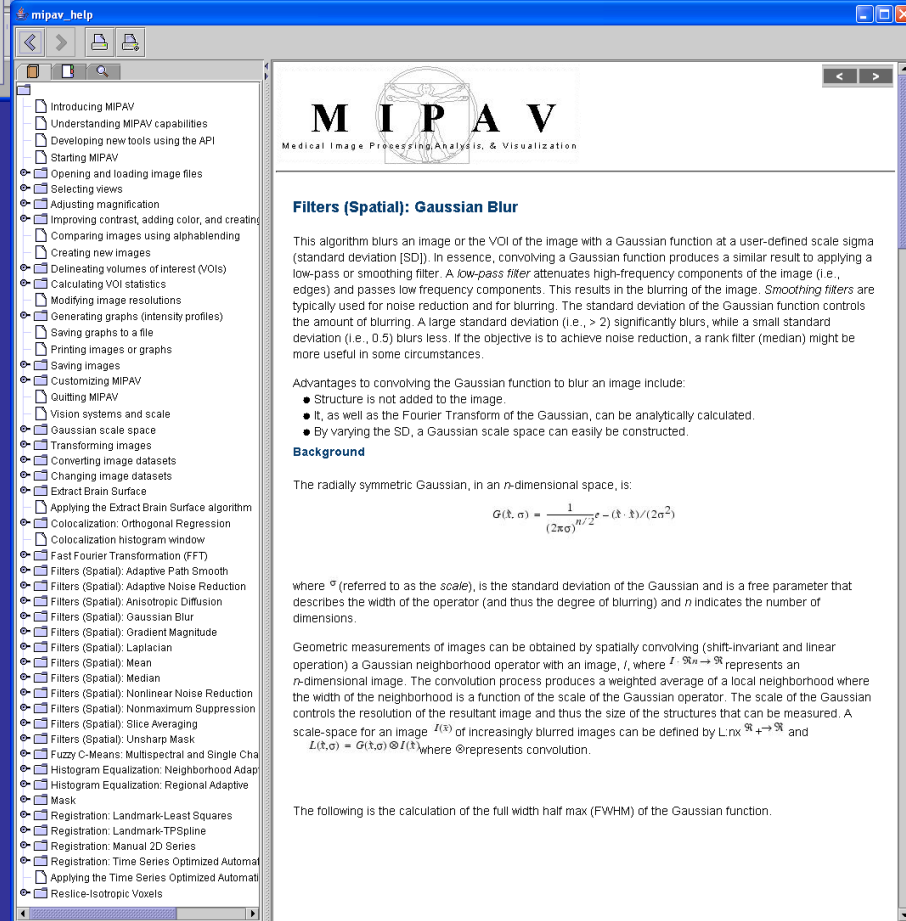 mipav_help
Introducing MIPAV
Understanding MIPAV capabilities
Developing new tools using the API
Starting MIPAV
Opening and loading image files
Selecting views
Adjusting magnification
Improving contrast, adding color, and creating
Comparing images using alphablending
Creating new images
Delineating volumes of interest (VOIs)
Calculating VOI statistics
Modifying image resolutions
Generating graphs (intensity profiles)
Saving graphs to a file
Printing images or graphs
Saving images
Customizing MIPAV
Quitting MIPAV
Vision systems and scale
Gaussian scale space
Transforming images
Converting image datasets
Changing image datasets
Extract Brain Surface
Applying the Extract Brain Surface algorithm
Colocalization: Orthogonal Regression
Colocalization histogram window
Fast Fourier Transformation (FFT)
Filters (Spatial): Adaptive Path Smooth
Filters (Spatial): Adaptive Noise Reduction
Filters (Spatial): Anisotropic Diffusion
Filters (Spatial): Gaussian Blur
Filters (Spatial): Gradient Magnitude
Filters (Spatial): Laplacian
Filters (Spatial): Mean
Filters (Spatial): Median
Filters (Spatial): Nonlinear Noise Reduction
Filters (Spatial): Nonmaximum Suppression
Filters (Spatial): Slice Averaging
Filters (Spatial): Unsharp Mask
Fuzzy C-Means: Multispectral and Single Cha
Histogram Equalization: Neighborhood Adap
Histogram Equalization: Regional Adaptive
Mask
Registration: Landmark-Least Squares
Registration: Landmark-TPSpline
Registration: Manual 2D Series
Registration: Time Series Optimized Automat
Applying the Time Series Optimized Automati
Reslice-Isotropic Voxels
< >
M I P A V
Medical Image Processing,Analysis, & Visualization
Filters (Spatial): Gaussian Blur
This algorithm blurs an image or the VOI of the image with a Gaussian function at a user-defined scale sigma
(standard deviation [SD]). In essence, convolving a Gaussian function produces a similar result to applying a
low-pass or smoothing filter. A low-pass filter attenuates high-frequency components of the image (i.e.,
edges) and passes low frequency components. This results in the blurring of the image. Smoothing filters are
typically used for noise reduction and for blurring. The standard deviation of the Gaussian function controls
the amount of blurring. A large standard deviation (i.e., > 2) significantly blurs, while a small standard
deviation (i.e., 0.5) blurs less. If the objective is to achieve noise reduction, a rank filter (median) might be
more useful in some circumstances.
Advantages to convolving the Gaussian function to blur an image include:
● Structure is not added to the image.
● It, as well as the Fourier Transform of the Gaussian, can be analytically calculated.
● By varying the SD, a Gaussian scale space can easily be constructed.
Background
The radially symmetric Gaussian, in an n-dimensional space, is:
G(x̄, σ) = 1 / (2πσ)^n/2 e – (x̄ · x̄)/(2σ²)
where σ (referred to as the scale), is the standard deviation of the Gaussian and is a free parameter that
describes the width of the operator (and thus the degree of blurring) and n indicates the number of
dimensions.
Geometric measurements of images can be obtained by spatially convolving (shift-invariant and linear
operation) a Gaussian neighborhood operator with an image, I, where I · ℜn → ℜ represents an
n-dimensional image. The convolution process produces a weighted average of a local neighborhood where
the width of the neighborhood is a function of the scale of the Gaussian operator. The scale of the Gaussian
controls the resolution of the resultant image and thus the size of the structures that can be measured. A
scale-space for an image I(x̄) of increasingly blurred images can be defined by L:nx ℜ +→ ℜ and
L(x̄,σ) = G(x̄,σ) ⊗ I(x̄) where ⊗represents convolution.
The following is the calculation of the full width half max (FWHM) of the Gaussian function.